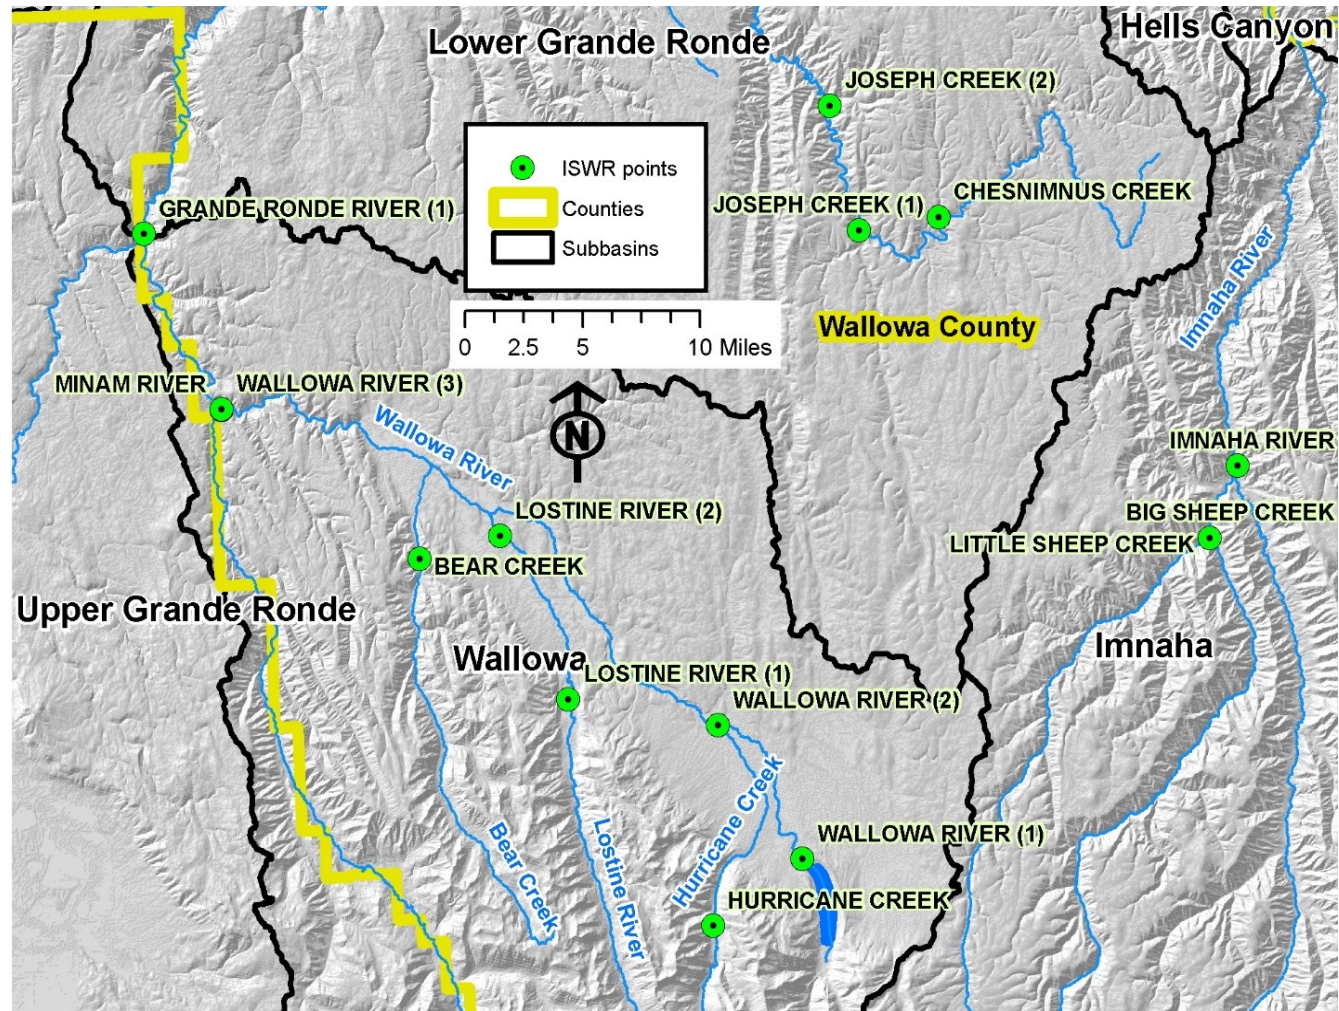 Hells Canyon
Lower Grande Ronde
JOSEPH CREEK (2)
ISWR points
Counties
Subbasins
CHESNIMNUS CREEK
JOSEPH CREEK (1)
GRANDE RONDE RIVER (1)
Imnaha River
0 2.5 5 10 Miles
Wallowa County
MINAM RIVER
WALLOWA RIVER (3)
N
Wallowa River
IMNAHA RIVER
LOSTINE RIVER (2)
BIG SHEEP CREEK
LITTLE SHEEP CREEK
BEAR CREEK
Upper Grande Ronde
Imnaha
Wallowa
LOSTINE RIVER (1)
WALLOWA RIVER (2)
Hurricane Creek
WALLOWA RIVER (1)
Bear Creek
Lostine River
HURRICANE CREEK